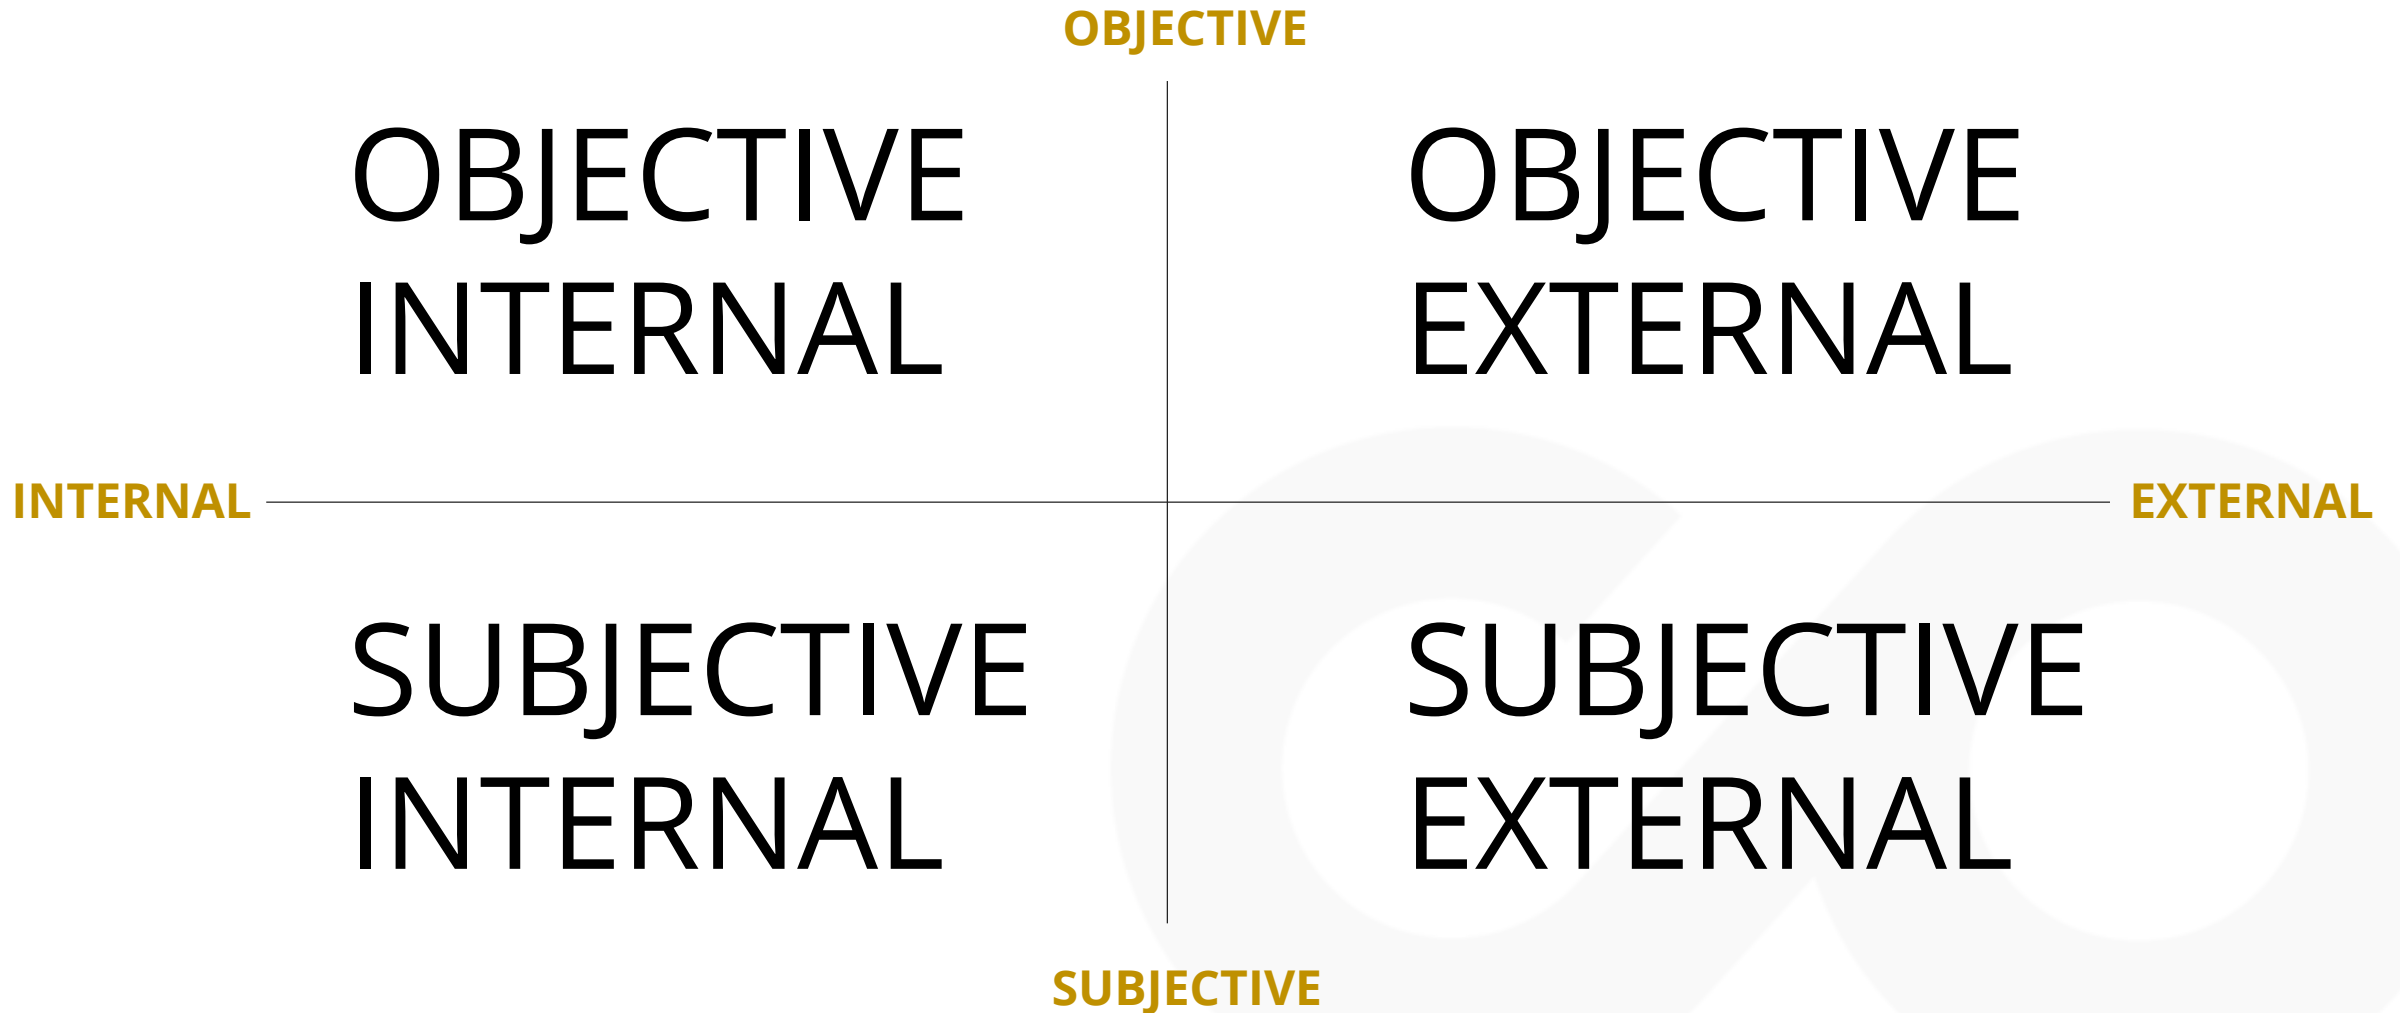 OBJECTIVE
OBJECTIVE
INTERNAL
OBJECTIVE
EXTERNAL
INTERNAL
EXTERNAL
SUBJECTIVE
INTERNAL
SUBJECTIVE
EXTERNAL
SUBJECTIVE